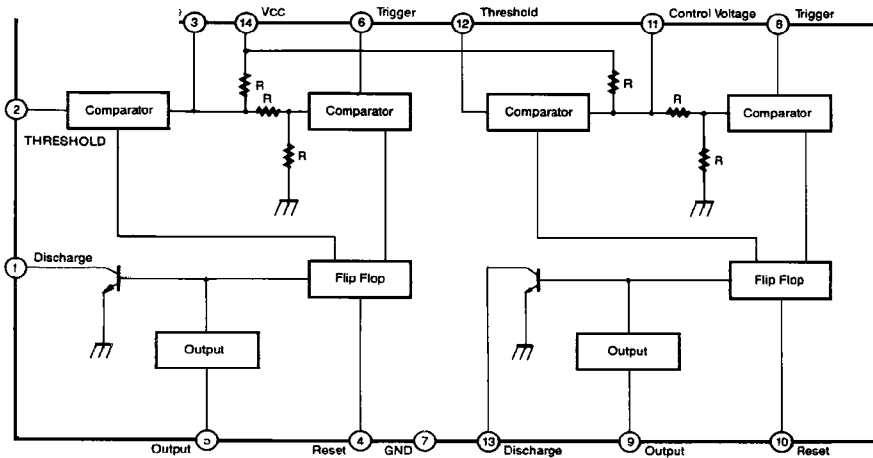 3 14 Vcc 6 Trigger 12 Threshold 11 Control Voltage 8 Trigger
R R
R R
2 Comparator Comparator Comparator Comparator
THRESHOLD
R R
1 Discharge
Flip Flop Flip Flop
Output Output
Output 5 Reset 4 GND 7 13 Discharge 9 Output 10 Reset